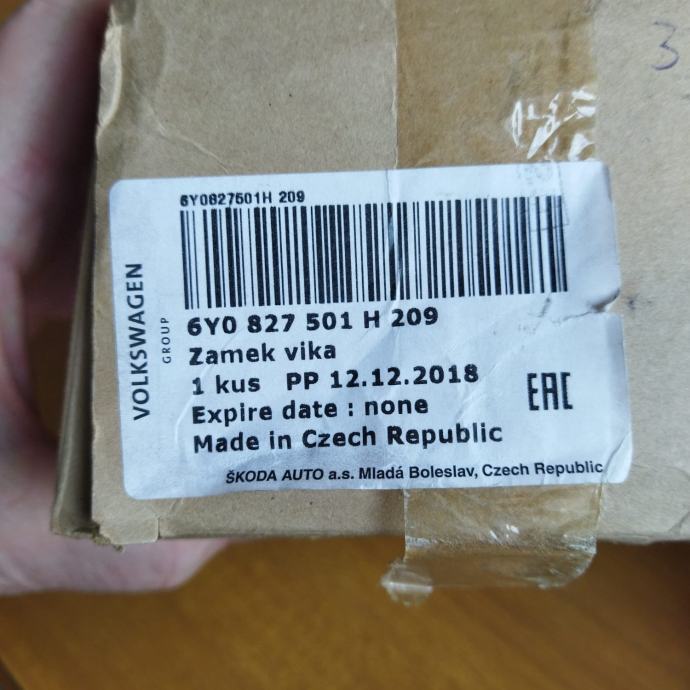 3
6Y0827501H 209
VOLKSWAGEN
GROUP
6Y0 827 501 H 209
Zamek vika
1 kus PP 12.12.2018
Expire date : none
EAC
Made in Czech Republic
ŠKODA AUTO a.s. Mladá Boleslav, Czech Republic